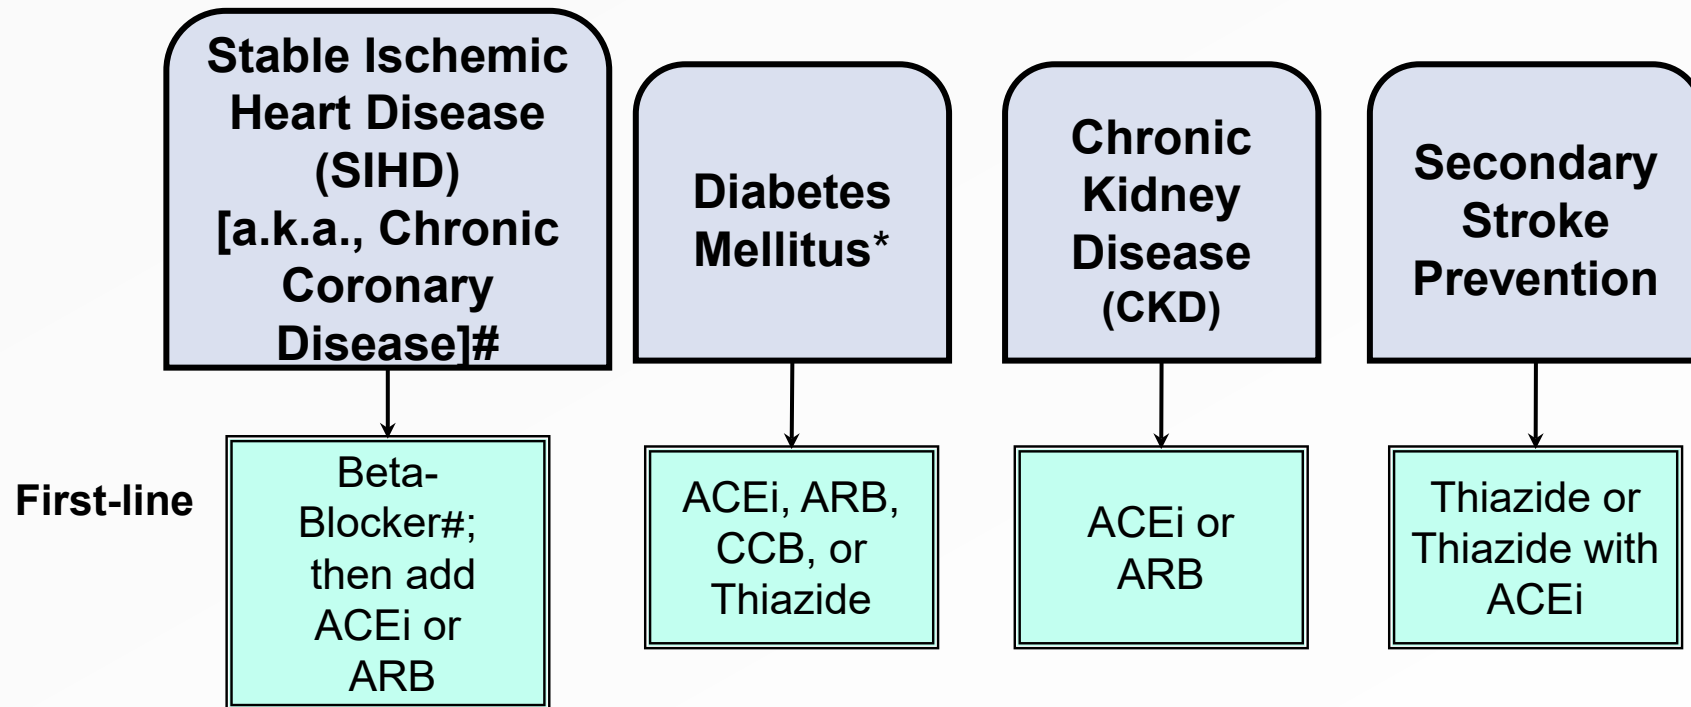 Stable Ischemic
Heart Disease
(SIHD)
[a.k.a., Chronic
Coronary
Disease]#
Diabetes
Mellitus*
Chronic
Kidney
Disease
(CKD)
Secondary
Stroke
Prevention
First-line
Beta-
Blocker#;
then add
ACEi or
ARB
ACEi, ARB,
CCB, or
Thiazide
ACEi or
ARB
Thiazide or
Thiazide with
ACEi